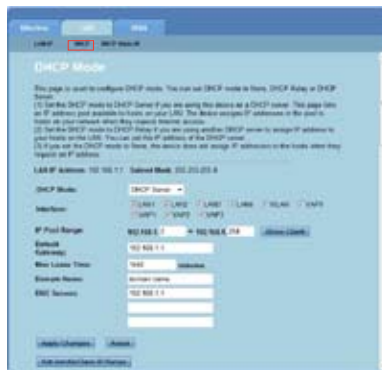 Wireless LAN WAN
LAN IP DHCP DHCP Static IP
DHCP Mode
This page is used to configure DHCP mode. You can set DHCP mode to None, DHCP Relay or DHCP
Server.
(1) Set the DHCP mode to DHCP Server if you are using this device as a DHCP server. This page lists
an IP address pool available to hosts on your LAN. The device assigns IP addresses in the pool to
hosts on your network when they request Internet access.
(2) Set the DHCP mode to DHCP Relay if you are using another DHCP server to assign IP address to
your hosts on the LAN. You can set the IP address of the DHCP server.
(3) If you set the DHCP mode to None, this device does not assign IP addresses to the hosts when they
request an IP address.
LAN IP Address: 192.168.1.1 Subnet Mask: 255.255.255.0
DHCP Mode: DHCP Server
Interface: LAN1 LAN2 LAN3 LAN4 WLAN VAP0
VAP1 VAP2 VAP3
IP Pool Range: 192.168.1. - 192.168.1. Show Client
Default
Gateway: 192.168.1.1
Max Lease Time: 1440 minutes
Domain Name: domain.name
DNS Servers: 192.168.1.1
Apply Changes